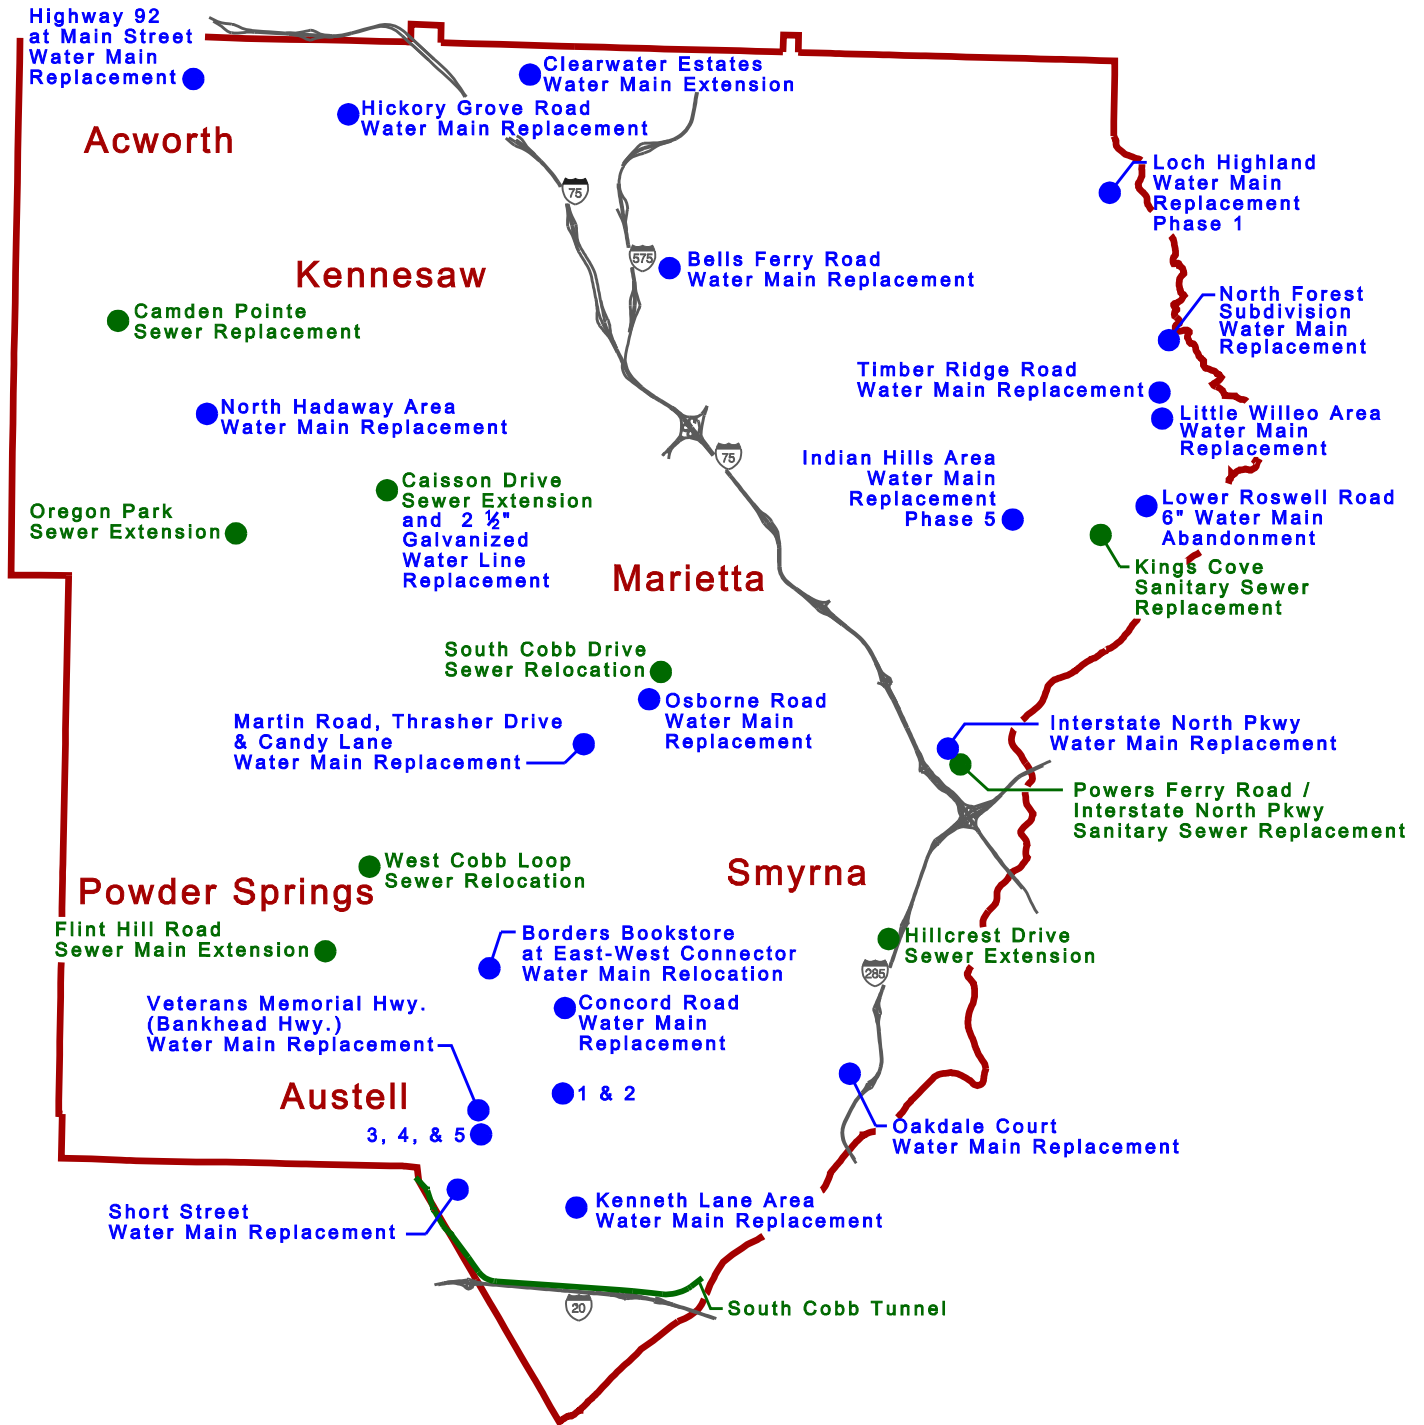 Highway 92
at Main Street
Water Main
Replacement
Clearwater Estates
Water Main Extension
Hickory Grove Road
Water Main Replacement
Acworth
Loch Highland
Water Main
Replacement
Phase 1
75
575
Bells Ferry Road
Water Main Replacement
Kennesaw
Camden Pointe
Sewer Replacement
North Forest
Subdivision
Water Main
Replacement
Timber Ridge Road
Water Main Replacement
North Hadaway Area
Water Main Replacement
Little Willeo Area
Water Main
Replacement
75
Indian Hills Area
Water Main
Replacement
Phase 5
Caisson Drive
Sewer Extension
and 2 ½"
Galvanized
Water Line
Replacement
Oregon Park
Sewer Extension
Lower Roswell Road
6" Water Main
Abandonment
Kings Cove
Sanitary Sewer
Replacement
Marietta
South Cobb Drive
Sewer Relocation
Osborne Road
Water Main
Replacement
Martin Road, Thrasher Drive
& Candy Lane
Water Main Replacement
Interstate North Pkwy
Water Main Replacement
Powers Ferry Road /
Interstate North Pkwy
Sanitary Sewer Replacement
West Cobb Loop
Sewer Relocation
Smyrna
Powder Springs
Flint Hill Road
Sewer Main Extension
Borders Bookstore
at East-West Connector
Water Main Relocation
Hillcrest Drive
Sewer Extension
285
Veterans Memorial Hwy.
(Bankhead Hwy.)
Water Main Replacement
Concord Road
Water Main
Replacement
Austell
1 & 2
3, 4, & 5
Oakdale Court
Water Main Replacement
Short Street
Water Main Replacement
Kenneth Lane Area
Water Main Replacement
20
South Cobb Tunnel